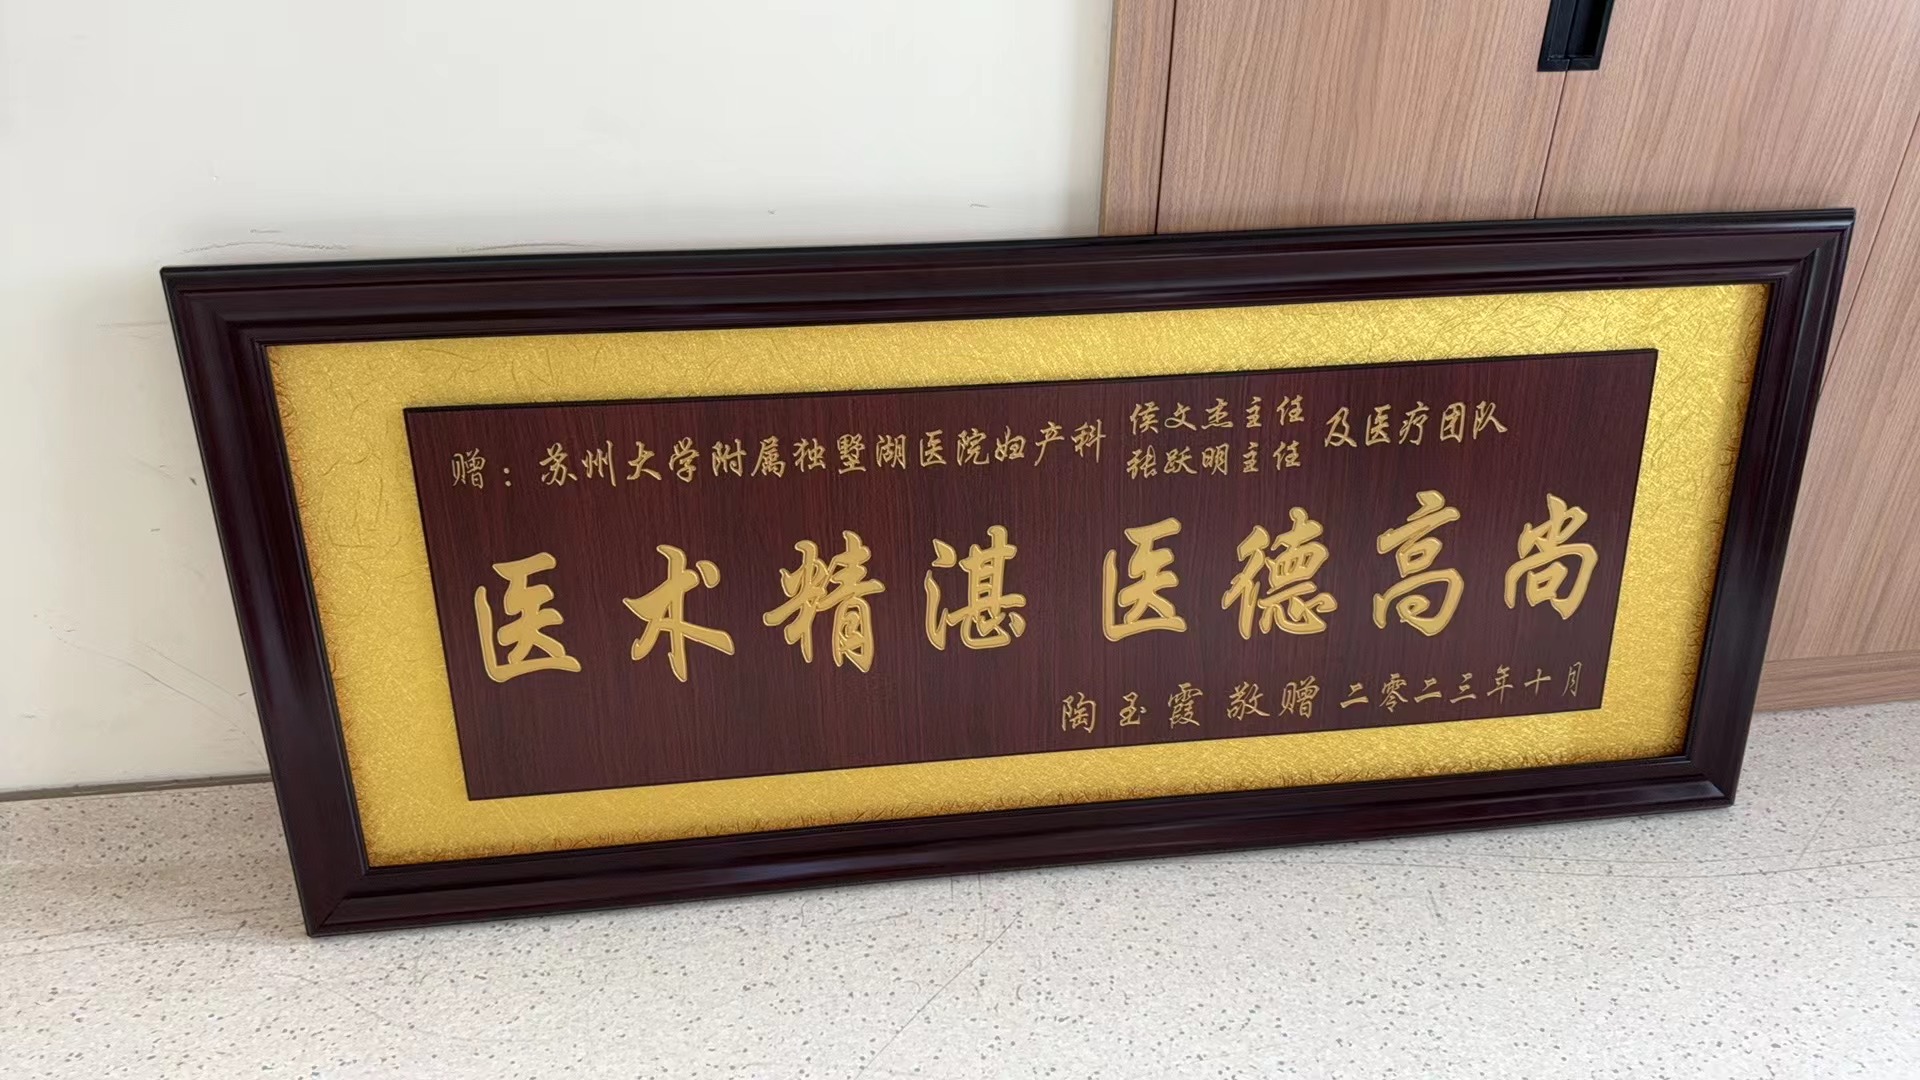 赠：苏州大学附属独墅湖医院妇产科 侯文杰主任 张跃明主任 及医疗团队
医术精湛 医德高尚
陶玉霞 敬赠 二零二三年十月